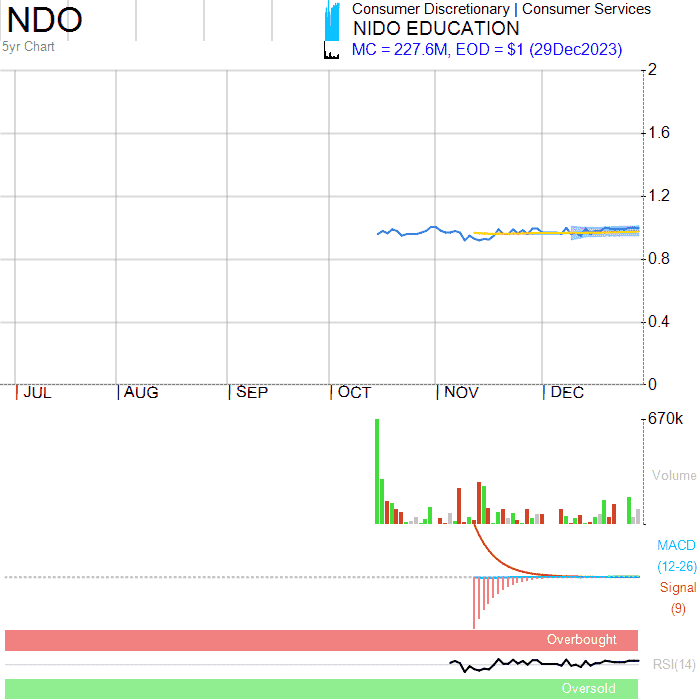 NDO
5yr Chart
Consumer Discretionary | Consumer Services
NIDO EDUCATION
MC = 227.6M, EOD = $1 (29Dec2023)
2
1.6
1.2
0.8
0.4
0
JUL AUG SEP OCT NOV DEC
670k
Volume
MACD
(12-26)
Signal
(9)
Overbought
RSI(14)
Oversold